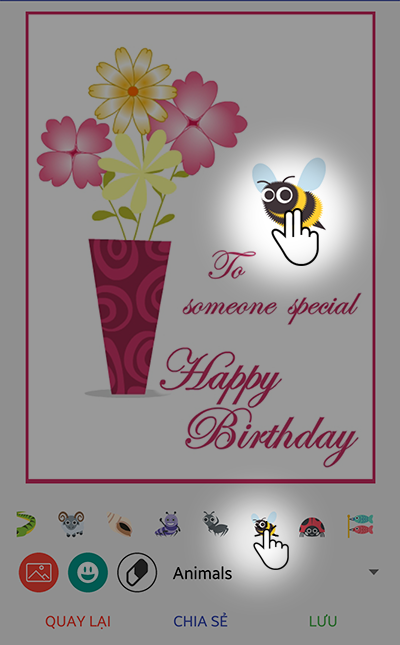 To
someone special
Happy
Birthday
Animals
QUAY LẠI CHIA SẺ LƯU